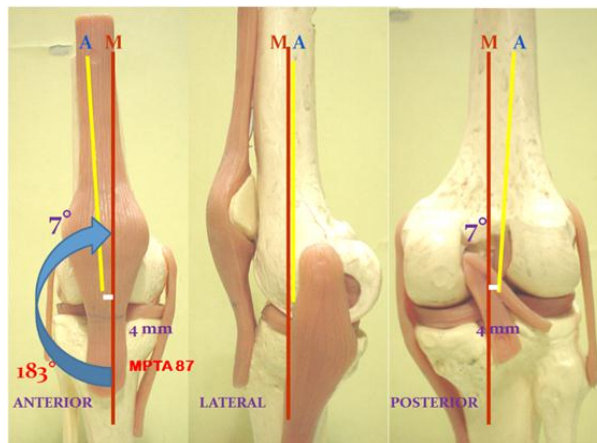 A M
7°
4 mm
183°
MPTA 87
ANTERIOR
M A
LATERAL
M A
7°
4 mm
POSTERIOR